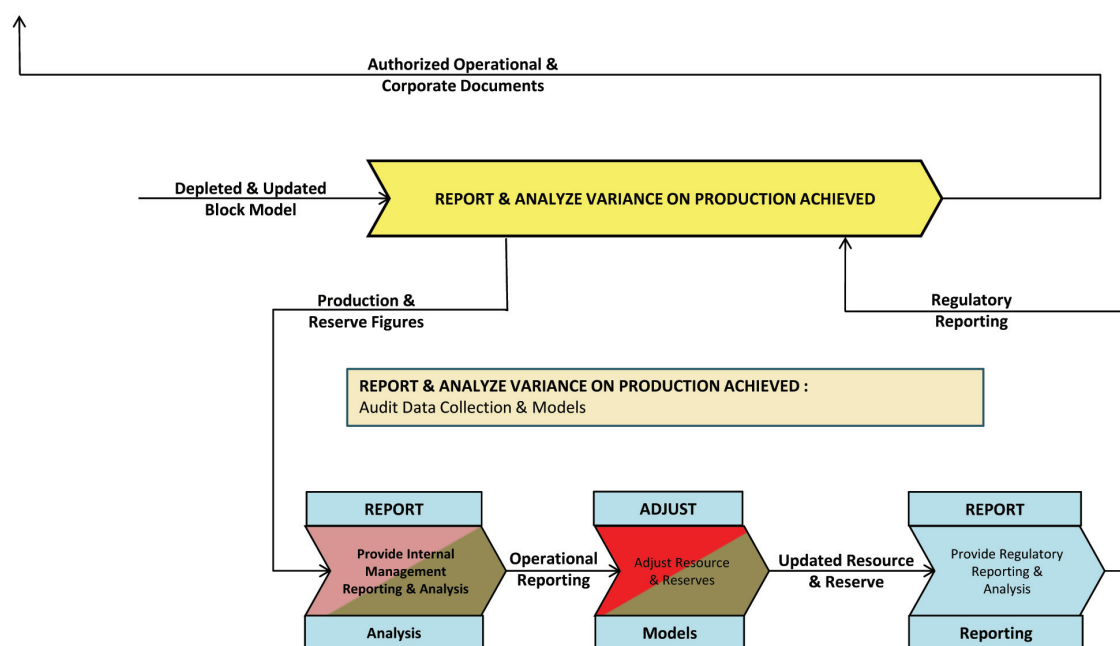 Authorized Operational &
Corporate Documents
Depleted & Updated
Block Model
REPORT & ANALYZE VARIANCE ON PRODUCTION ACHIEVED
Production &
Reserve Figures
Regulatory
Reporting
REPORT & ANALYZE VARIANCE ON PRODUCTION ACHIEVED :
Audit Data Collection & Models
REPORT
Provide Internal
Management
Reporting & Analysis
Analysis
Operational
Reporting
ADJUST
Adjust Resource
& Reserves
Models
Updated Resource
& Reserve
REPORT
Provide Regulatory
Reporting &
Analysis
Reporting